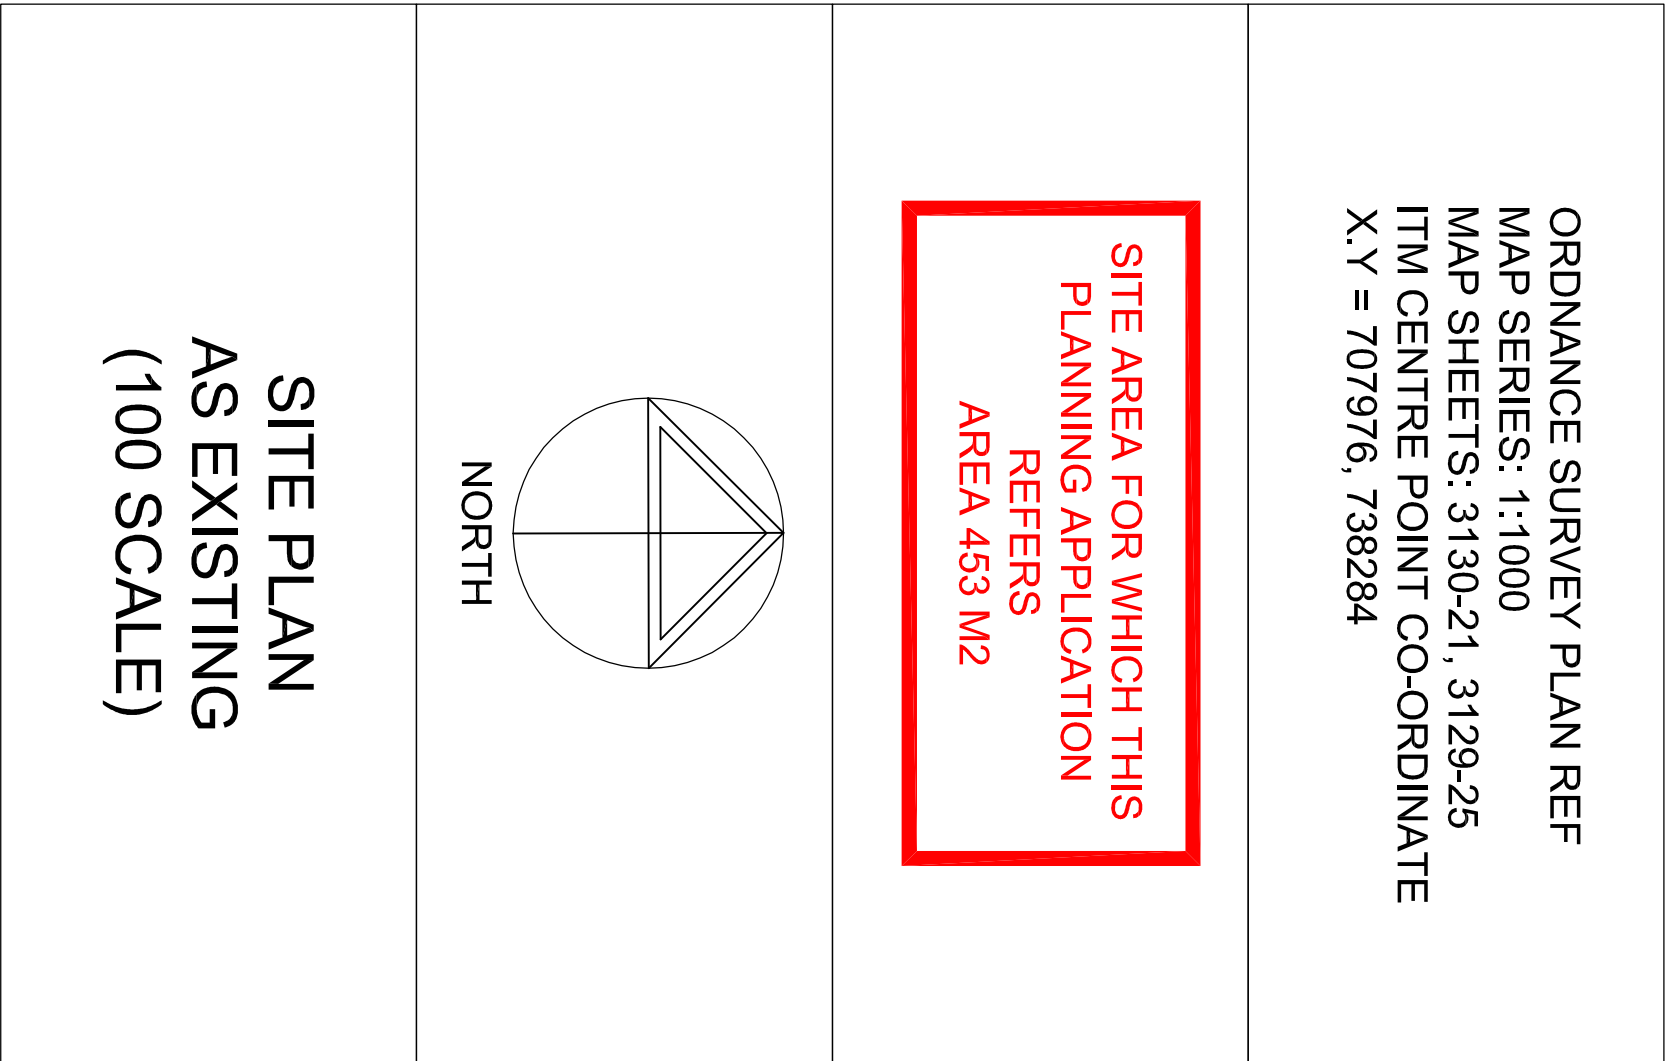 ORDNANCE SURVEY PLAN REF
MAP SERIES: 1:1000
MAP SHEETS: 3130-21, 3129-25
ITM CENTRE POINT CO-ORDINATE
X.Y = 707976, 738284
SITE AREA FOR WHICH THIS
PLANNING APPLICATION
REFERS
AREA 453 M2
NORTH
SITE PLAN
AS EXISTING
(100 SCALE)